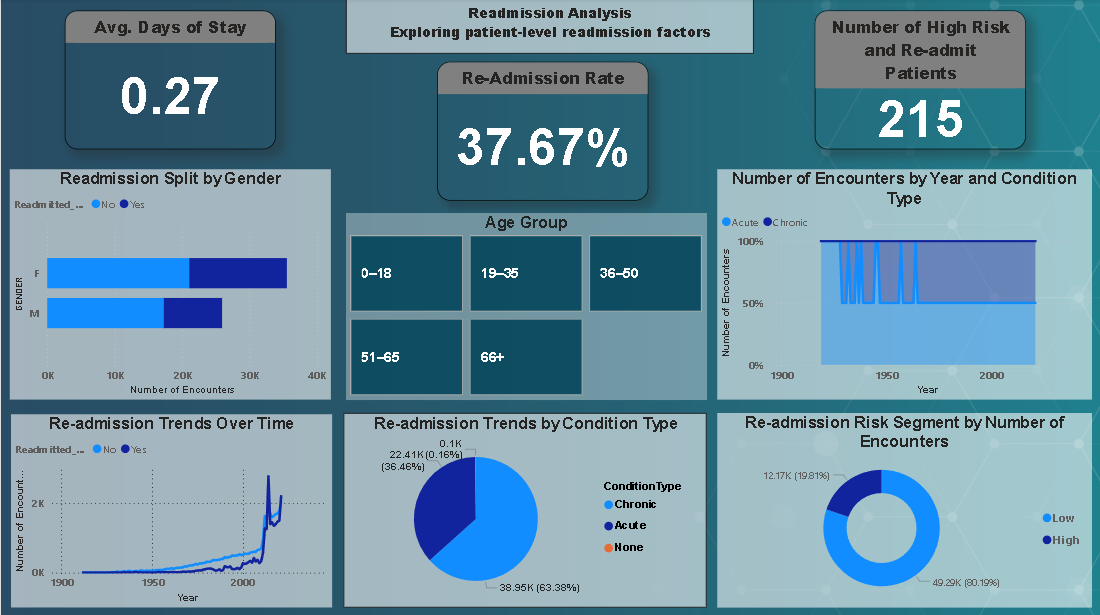 Readmission Analysis
Exploring patient-level readmission factors
Avg. Days of Stay
0.27
Re-Admission Rate
37.67%
Number of High Risk
and Re-admit
Patients
215
Readmission Split by Gender
Readmitted_... No Yes
GENDER
F
M
0K 10K 20K 30K 40K
Number of Encounters
Age Group
0–18 19–35 36–50
51–65 66+
Number of Encounters by Year and Condition
Type
Acute Chronic
Number of Encounters
100%
50%
0%
1900 1950 2000
Year
Re-admission Trends Over Time
Readmitted_... No Yes
Number of Encount...
2K
0K
1900 1950 2000
Year
Re-admission Trends by Condition Type
0.1K
(0.16%)
22.41K
(36.46%)
38.95K (63.38%)
ConditionType
Chronic
Acute
None
Re-admission Risk Segment by Number of
Encounters
12.17K (19.81%)
49.29K (80.19%)
Low
High